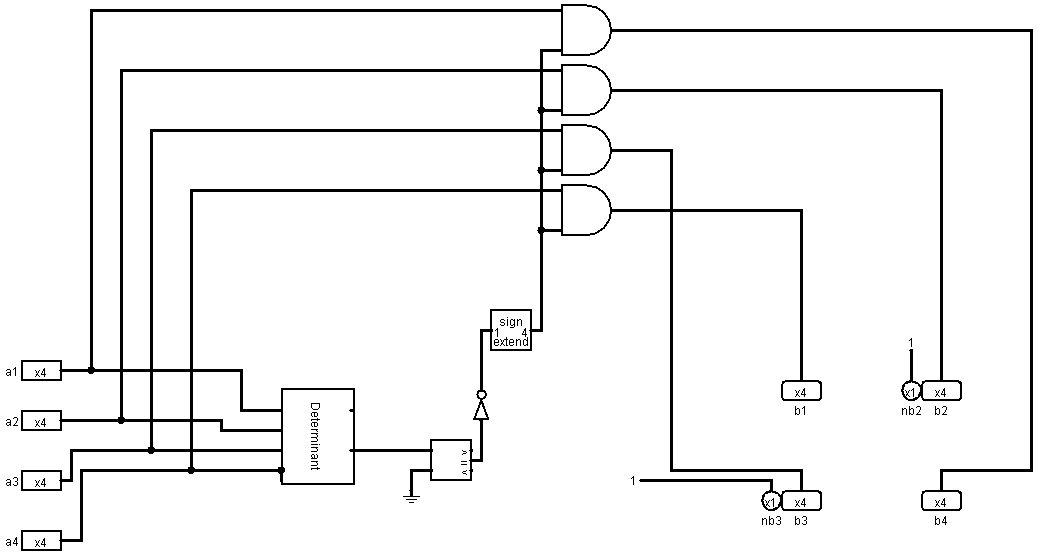 sign
1 4
extend
a1 x4
a2 x4
a3 x4
a4 x4
Determinant
> = <
x4
b1
1
x1 x4
nb2 b2
1
x1 x4
nb3 b3
x4
b4